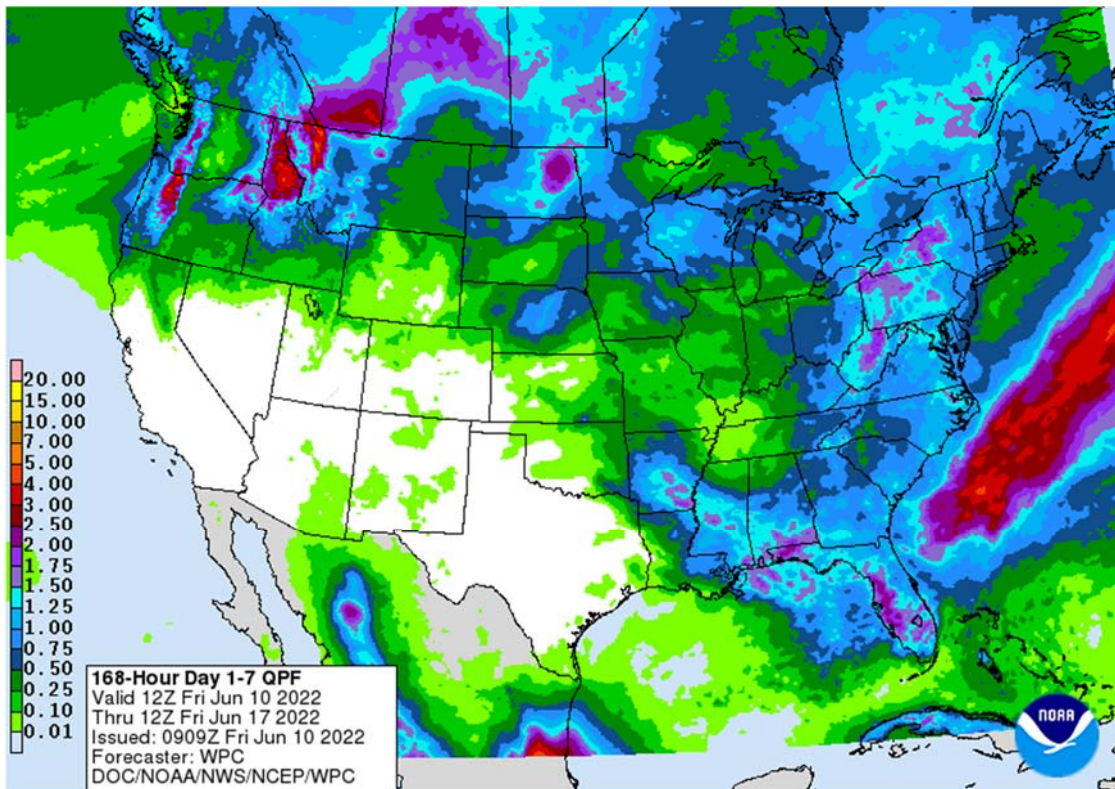 20.00
15.00
10.00
7.00
5.00
4.00
3.00
2.50
2.00
1.75
1.50
1.25
1.00
0.75
0.50
0.25
0.10
0.01
168-Hour Day 1-7 QPF
Valid 12Z Fri Jun 10 2022
Thru 12Z Fri Jun 17 2022
Issued: 0909Z Fri Jun 10 2022
Forecaster: WPC
DOC/NOAA/NWS/NCEP/WPC
NOAA